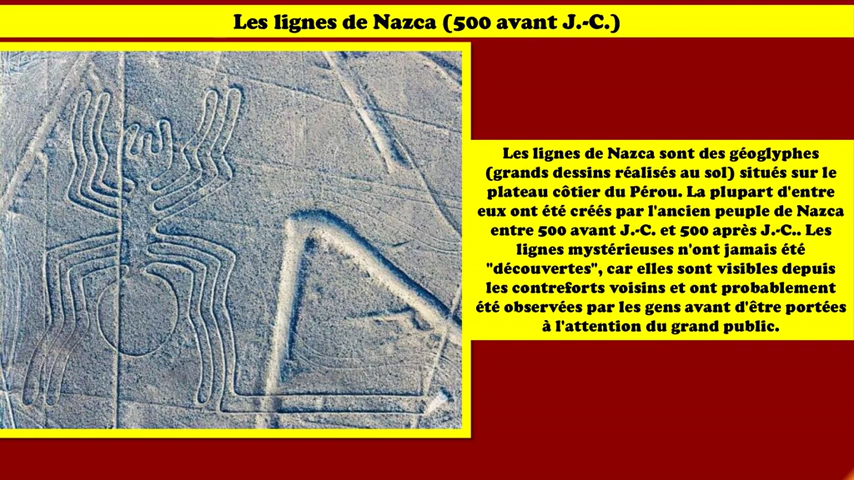 Les lignes de Nazca (500 avant J.-C.)
Les lignes de Nazca sont des géoglyphes
(grands dessins réalisés au sol) situés sur le
plateau côtier du Pérou. La plupart d'entre
eux ont été créés par l'ancien peuple de Nazca
entre 500 avant J.-C. et 500 après J.-C.. Les
lignes mystérieuses n'ont jamais été
"découvertes", car elles sont visibles depuis
les contreforts voisins et ont probablement
été observées par les gens avant d'être portées
à l'attention du grand public.